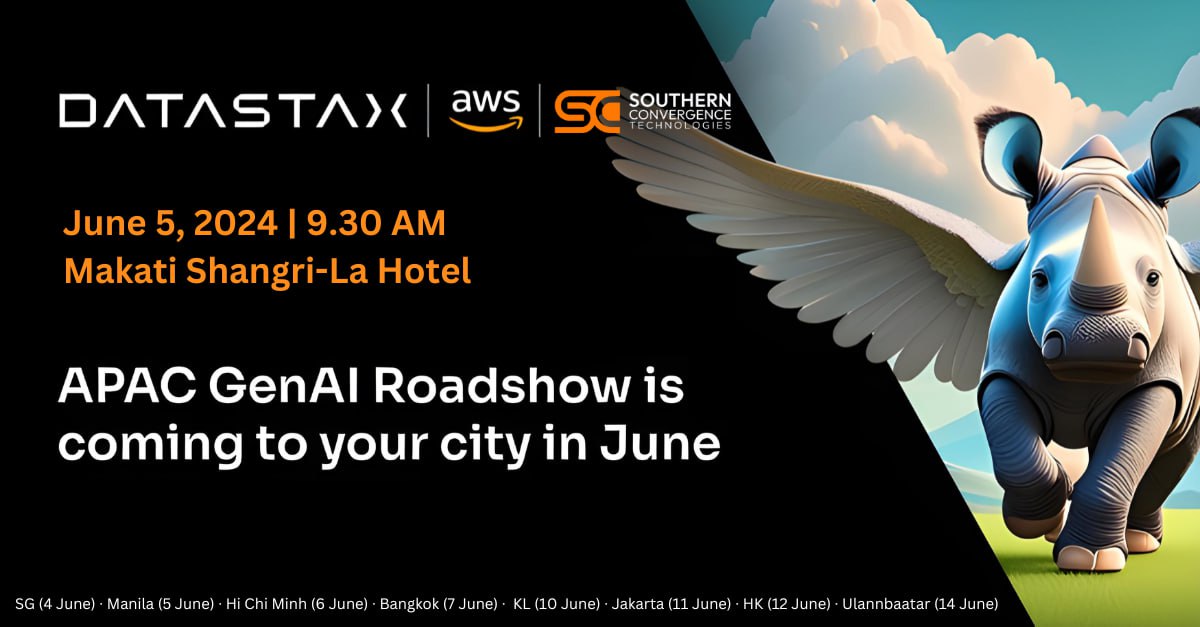 DATASTAX | aws | SC SOUTHERN
CONVERGENCE
TECHNOLOGIES
June 5, 2024 | 9.30 AM
Makati Shangri-La Hotel
APAC GenAI Roadshow is
coming to your city in June
SG (4 June) · Manila (5 June) · Hi Chi Minh (6 June) · Bangkok (7 June) · KL (10 June) · Jakarta (11 June) · HK (12 June) · Ulannbaatar (14 June)